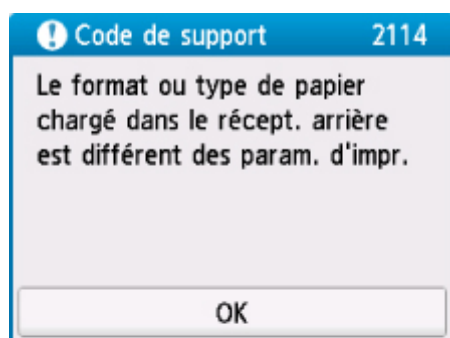 Code de support 2114
Le format ou type de papier
chargé dans le récept. arrière
est différent des param. d'impr.
OK